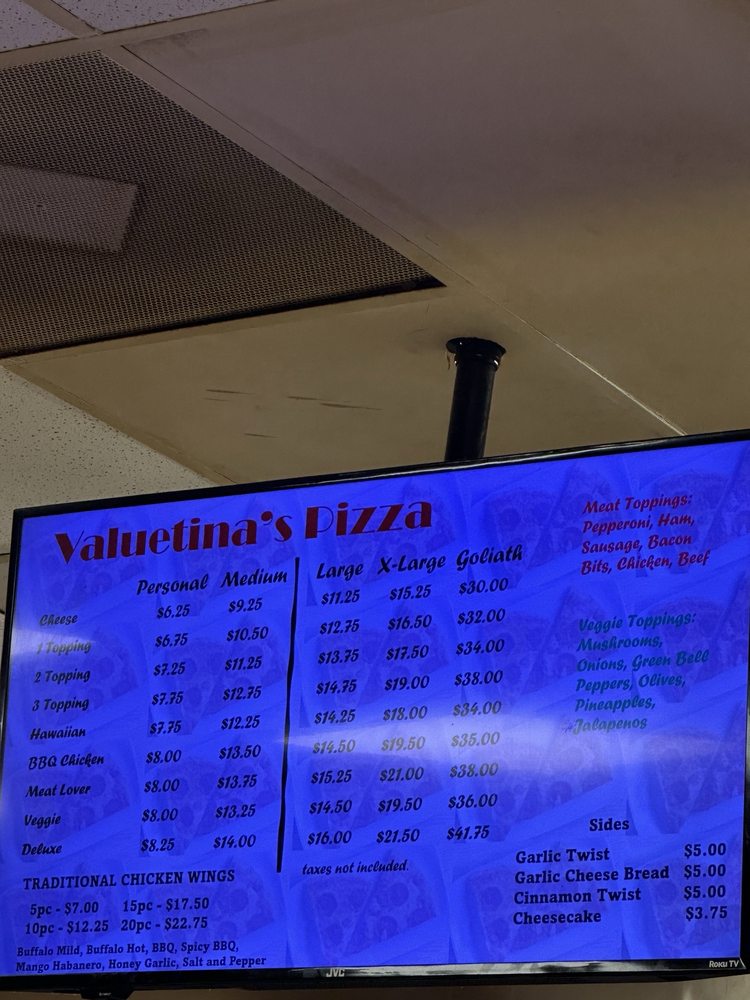 Valuetina's Pizza
Personal Medium Large X-Large Goliath
Cheese $6.25 $9.25 $11.25 $15.25 $30.00
1 Topping $6.75 $10.50 $12.75 $16.50 $32.00
2 Topping $7.25 $11.25 $13.75 $17.50 $34.00
3 Topping $7.75 $12.75 $14.75 $19.00 $38.00
Hawaiian $7.75 $12.25 $14.25 $18.00 $34.00
BBQ Chicken $8.00 $13.50 $14.50 $19.50 $35.00
Meat Lover $8.00 $13.75 $15.25 $21.00 $38.00
Veggie $8.00 $13.25 $14.50 $19.50 $36.00
Deluxe $8.25 $14.00 $16.00 $21.50 $41.75
taxes not included.
TRADITIONAL CHICKEN WINGS
5pc - $7.00 15pc - $17.50
10pc - $12.25 20pc - $22.75
Buffalo Mild, Buffalo Hot, BBQ, Spicy BBQ,
Mango Habanero, Honey Garlic, Salt and Pepper
Meat Toppings:
Pepperoni, Ham,
Sausage, Bacon
Bits, Chicken, Beef
Veggie Toppings:
Mushrooms,
Onions, Green Bell
Peppers, Olives,
Pineapples,
Jalapenos
Sides
Garlic Twist $5.00
Garlic Cheese Bread $5.00
Cinnamon Twist $5.00
Cheesecake $3.75
JVC
Roku TV